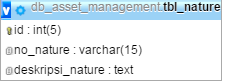 v db_asset_management tbl_nature
id : int(5)
no_nature : varchar(15)
deskripsi_nature : text